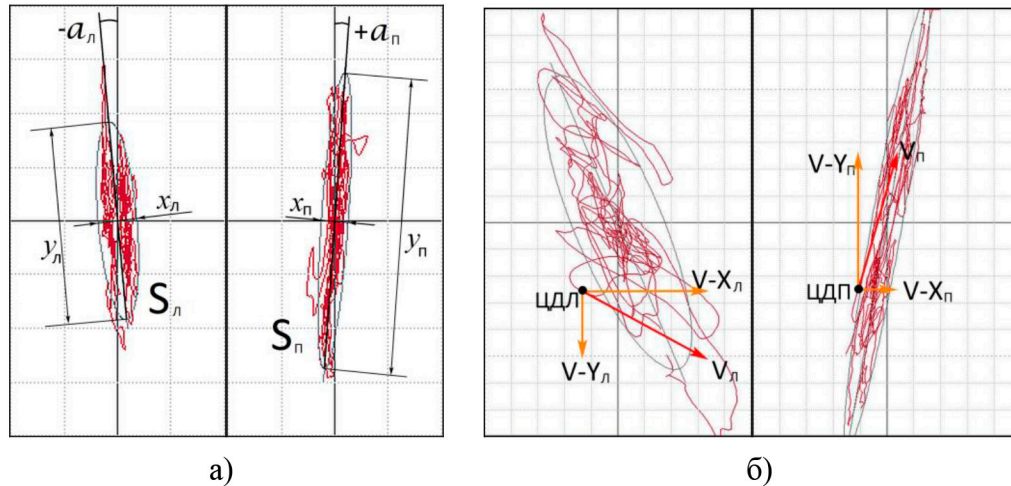 -aл
+aп
xл
yл
Sл
xп
yп
Sп
V-Yп
Vп
ЦДЛ
V-Xл
V-Yл
Vл
ЦДП
V-Xп
а)
б)